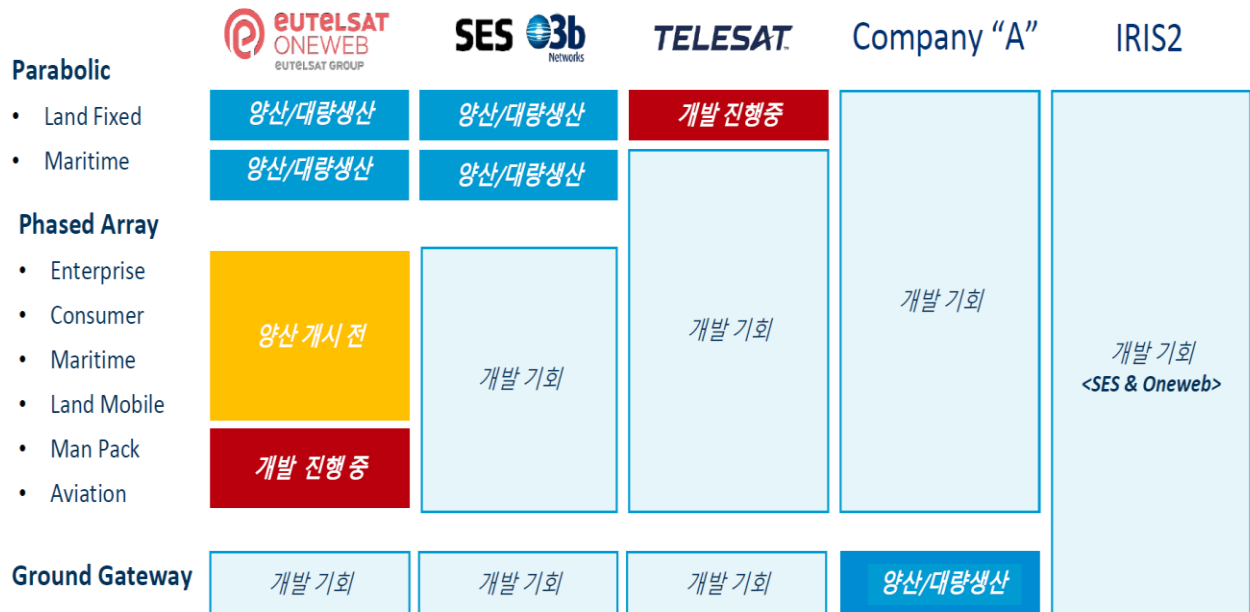 eutelsat
ONEWEB
eutelsat group
SES O3b
Networks
TELESAT
Company “A”
IRIS2
Parabolic
• Land Fixed
양산/대량생산
양산/대량생산
개발 진행중
• Maritime
양산/대량생산
양산/대량생산
Phased Array
• Enterprise
• Consumer
• Maritime
• Land Mobile
• Man Pack
• Aviation
양산 개시 전
개발 진행 중
개발 기회
개발 기회
개발 기회
개발 기회
<SES & Oneweb>
Ground Gateway
개발 기회
개발 기회
개발 기회
양산/대량생산